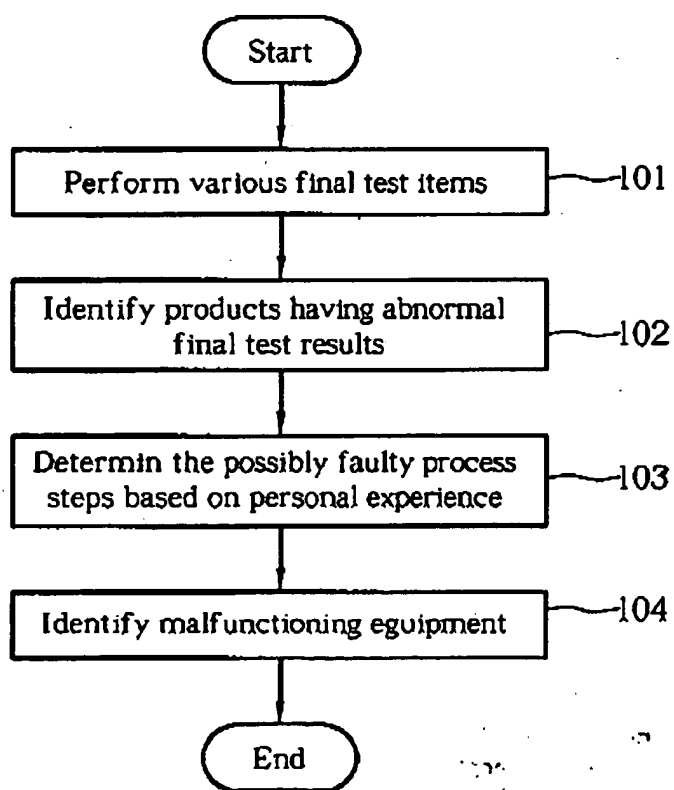 Start
Perform various final test items
101
Identify products having abnormal
final test results
102
Determin the possibly faulty process
steps based on personal experience
103
Identify malfunctioning eguipment
104
End